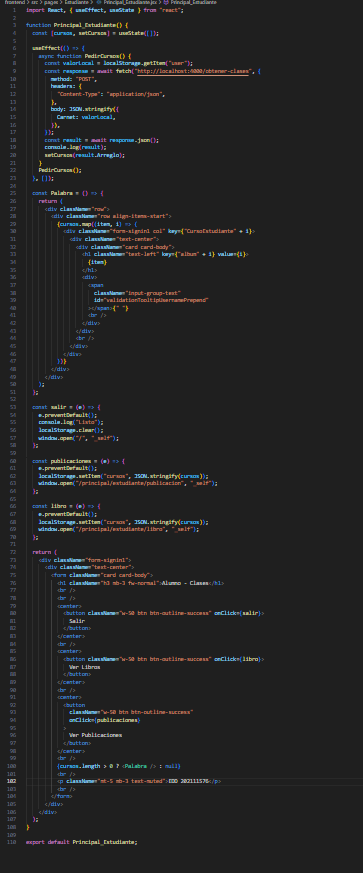 frontend > src > pages > Estudiante > Principal_Estudiante.jsx > Principal_Estudiante
1 import React, { useEffect, useState } from "react";
2
3 function Principal_Estudiante() {
4 const [cursos, setCursos] = useState([]);
5
6 useEffect(() => {
7 async function PedirCursos() {
8 const valorLocal = localStorage.getItem("user");
9 const response = await fetch("http://localhost:4000/obtener-clases", {
10 method: "POST",
11 headers: {
12 "Content-Type": "application/json",
13 },
14 body: JSON.stringify({
15 Carnet: valorLocal,
16 }),
17 });
18 const result = await response.json();
19 console.log(result);
20 setCursos(result.Arreglo);
21 }
22 PedirCursos();
23 }, []);
24
25 const Palabra = () => {
26 return (
27 <div className="row">
28 <div className="row align-items-start">
29 {cursos.map((item, i) => (
30 <div className="form-signin1 col" key={"CursoEstudiante" + i}>
31 <div className="text-center">
32 <div className="card card-body">
33 <h1 className="text-left" key={"album" + i} value={i}>
34 {item}
35 </h1>
36 <div>
37 <span
38 className="input-group-text"
39 id="validationTooltipUsernamePrepend"
40 ></span>{" "}
41 <br />
42 </div>
43 </div>
44 <br />
45 </div>
46 </div>
47 ))}
48 </div>
49 </div>
50 );
51 };
52
53 const salir = (e) => {
54 e.preventDefault();
55 console.log("Listo");
56 localStorage.clear();
57 window.open("/", "_self");
58 };
59
60 const publicaciones = (e) => {
61 e.preventDefault();
62 localStorage.setItem("cursos", JSON.stringify(cursos));
63 window.open("/principal/estudiante/publicacion", "_self");
64 };
65
66 const libro = (e) => {
67 e.preventDefault();
68 localStorage.setItem("cursos", JSON.stringify(cursos));
69 window.open("/principal/estudiante/libro", "_self");
70 };
71
72 return (
73 <div className="form-signin1">
74 <div className="text-center">
75 <form className="card card-body">
76 <h1 className="h3 mb-3 fw-normal">Alumno - Clases</h1>
77 <br />
78 <br />
79 <center>
80 <button className="w-50 btn btn-outline-success" onClick={salir}>
81 Salir
82 </button>
83 </center>
84 <br />
85 <center>
86 <button className="w-50 btn btn-outline-success" onClick={libro}>
87 Ver Libros
88 </button>
89 </center>
90 <br />
91 <center>
92 <button
93 className="w-50 btn btn-outline-success"
94 onClick={publicaciones}
95 >
96 Ver Publicaciones
97 </button>
98 </center>
99 <br />
100 {cursos.length > 0 ? <Palabra /> : null}
101 <br />
102 <p className="mt-5 mb-3 text-muted">EDD 202111576</p>
103 <br />
104 </form>
105 </div>
106 </div>
107 );
108 }
109
110 export default Principal_Estudiante;